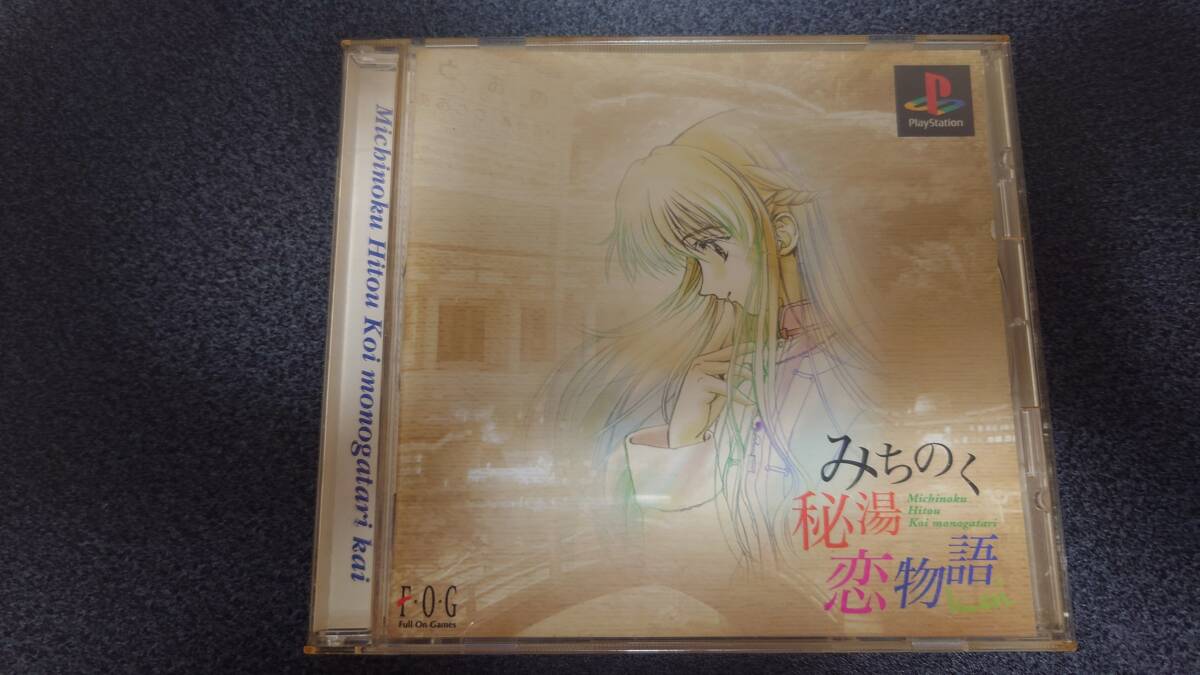 Michinoku Hitou Koi monogatari kai
PlayStation
みちのく
秘湯
Michinoku
Hitou
Koi monogatari
恋物語
kai
F·O·G
Full On Games